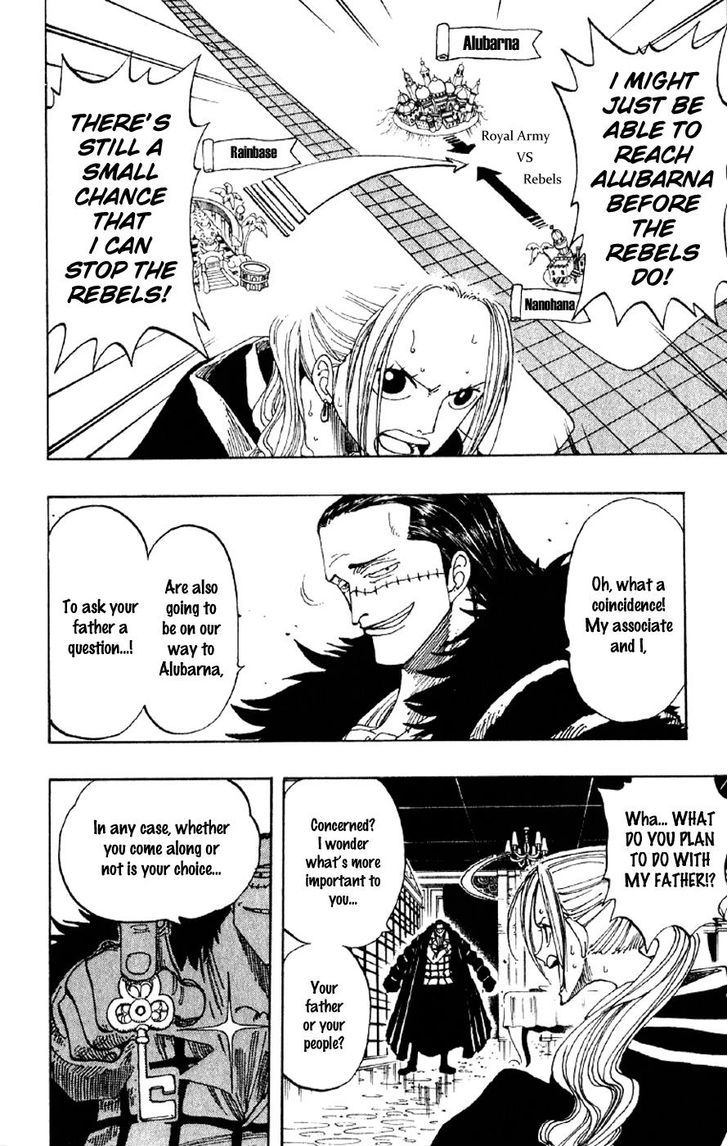 I MIGHT
JUST BE
ABLE TO
REACH
ALUBARNA
BEFORE
THE
REBELS
DO!
Alubarna
Royal Army
VS
Rebels
Rainbase
Nanohana
THERE'S
STILL A
SMALL
CHANCE
THAT
I CAN
STOP THE
REBELS!
Oh, what a
coincidence!
My associate
and I,
Are also
going to
be on our
way to
Alubarna,
To ask your
father a
question...!
Wha... WHAT
DO YOU PLAN
TO DO WITH
MY FATHER!?
Concerned?
I wonder
what's more
important to
you...
Your
father
or your
people?
In any case, whether
you come along or
not is your choice...